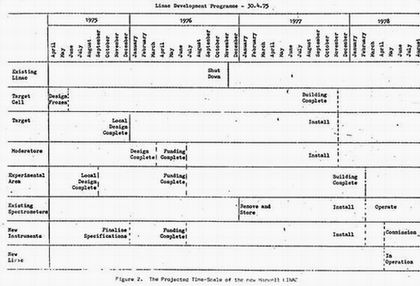 Linac Development Programme - 30.4.75
1975 1976 1977 1978
April May June July August September October November December January February March April May June July August September October November December January February March April May June July August September October November December January February March April May June July August
Existing Linac
Shut Down
Target Cell
Design Frozen
Building Complete
Target
Local Design Complete
Install
Moderators
Design Complete
Funding Complete
Install
Experimental Area
Local Design Complete
Funding Complete
Building Complete
Existing Spectrometers
Remove and Store
Install
Operate
New Instruments
Finalise Specifications
Funding Complete
Install
Commission
New Linac
In Operation
Figure 2. The Projected Time-Scale of the new Harwell LINAC